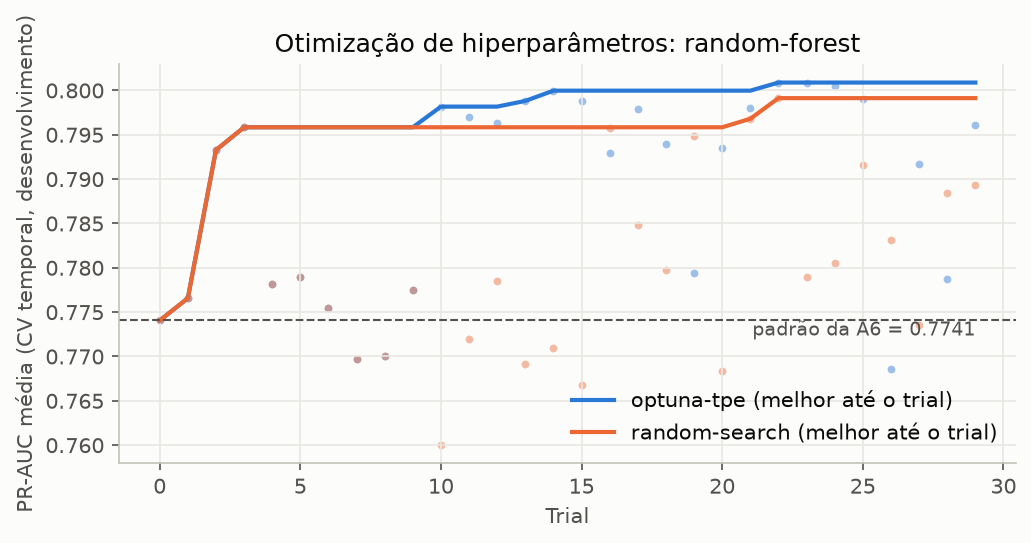 Otimização de hiperparâmetros: random-forest
PR-AUC média (CV temporal, desenvolvimento)
0.800
0.795
0.790
0.785
0.780
0.775
0.770
0.765
0.760
padrão da A6 = 0.7741
optuna-tpe (melhor até o trial)
random-search (melhor até o trial)
0 5 10 15 20 25 30
Trial